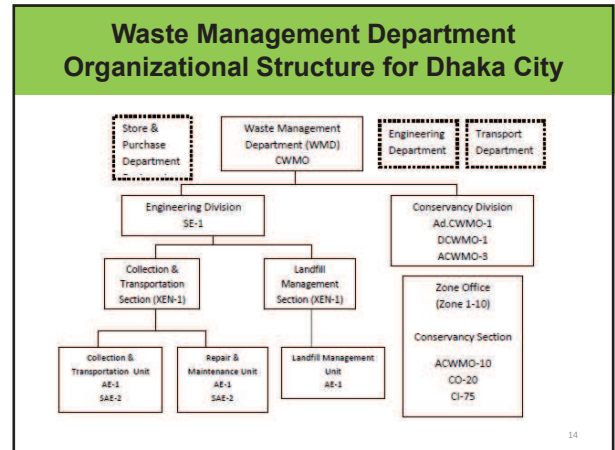 Waste Management Department
Organizational Structure for Dhaka City
Store &
Purchase
Department
Waste Management
Department (WMD)
CWMO
Engineering
Department
Transport
Department
Engineering Division
SE-1
Conservancy Division
Ad.CWMO-1
DCWMO-1
ACWMO-3
Collection &
Transportation
Section (XEN-1)
Landfill
Management
Section (XEN-1)
Zone Office
(Zone 1-10)
Conservancy Section
ACWMO-10
CO-20
CI-75
Collection &
Transportation Unit
AE-1
SAE-2
Repair &
Maintenance Unit
AE-1
SAE-2
Landfill Management
Unit
AE-1
14